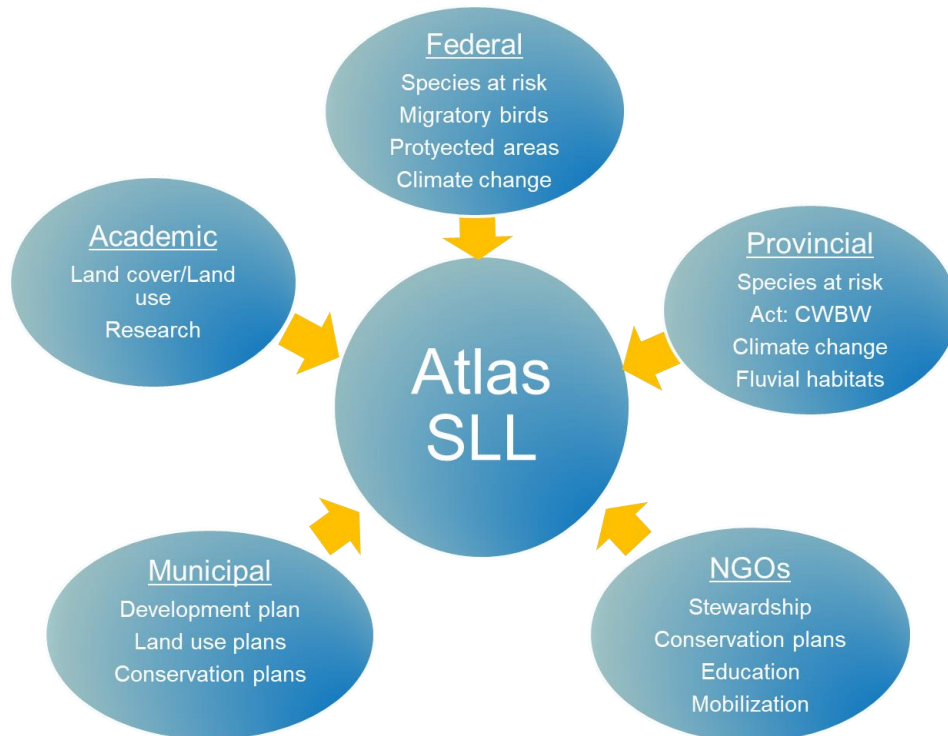 Federal
Species at risk
Migratory birds
Protyected areas
Climate change
Academic
Land cover/Land
use
Research
Provincial
Species at risk
Act: CWBW
Climate change
Fluvial habitats
Atlas
SLL
Municipal
Development plan
Land use plans
Conservation plans
NGOs
Stewardship
Conservation plans
Education
Mobilization